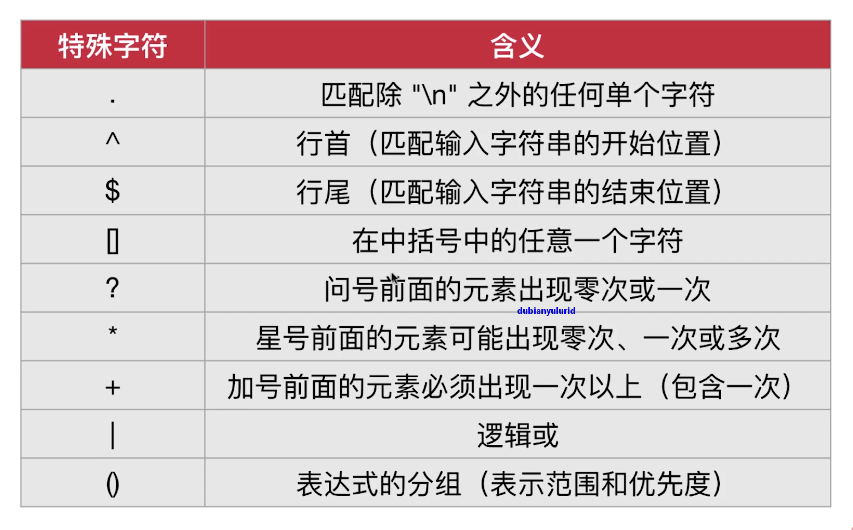 特殊字符 含义
. 匹配除 "\n" 之外的任何单个字符
^ 行首（匹配输入字符串的开始位置）
$ 行尾（匹配输入字符串的结束位置）
[] 在中括号中的任意一个字符
? 问号前面的元素出现零次或一次
dubianyulurid
* 星号前面的元素可能出现零次、一次或多次
+ 加号前面的元素必须出现一次以上（包含一次）
| 逻辑或
() 表达式的分组（表示范围和优先度）